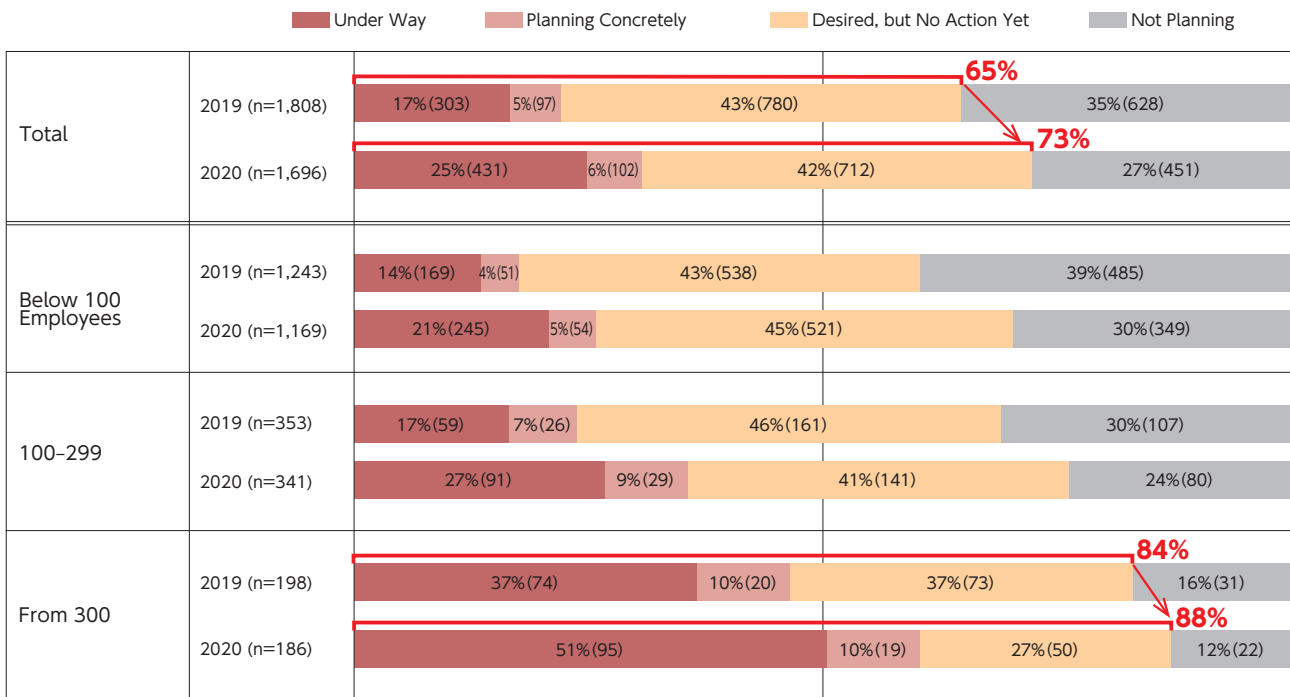 Under Way Planning Concretely Desired, but No Action Yet Not Planning
65%
Total
2019 (n=1,808) 17%(303) 5%(97) 43%(780) 35%(628)
73%
2020 (n=1,696) 25%(431) 6%(102) 42%(712) 27%(451)
Below 100
Employees
2019 (n=1,243) 14%(169) 4%(51) 43%(538) 39%(485)
2020 (n=1,169) 21%(245) 5%(54) 45%(521) 30%(349)
100–299
2019 (n=353) 17%(59) 7%(26) 46%(161) 30%(107)
2020 (n=341) 27%(91) 9%(29) 41%(141) 24%(80)
From 300
84%
2019 (n=198) 37%(74) 10%(20) 37%(73) 16%(31)
88%
2020 (n=186) 51%(95) 10%(19) 27%(50) 12%(22)